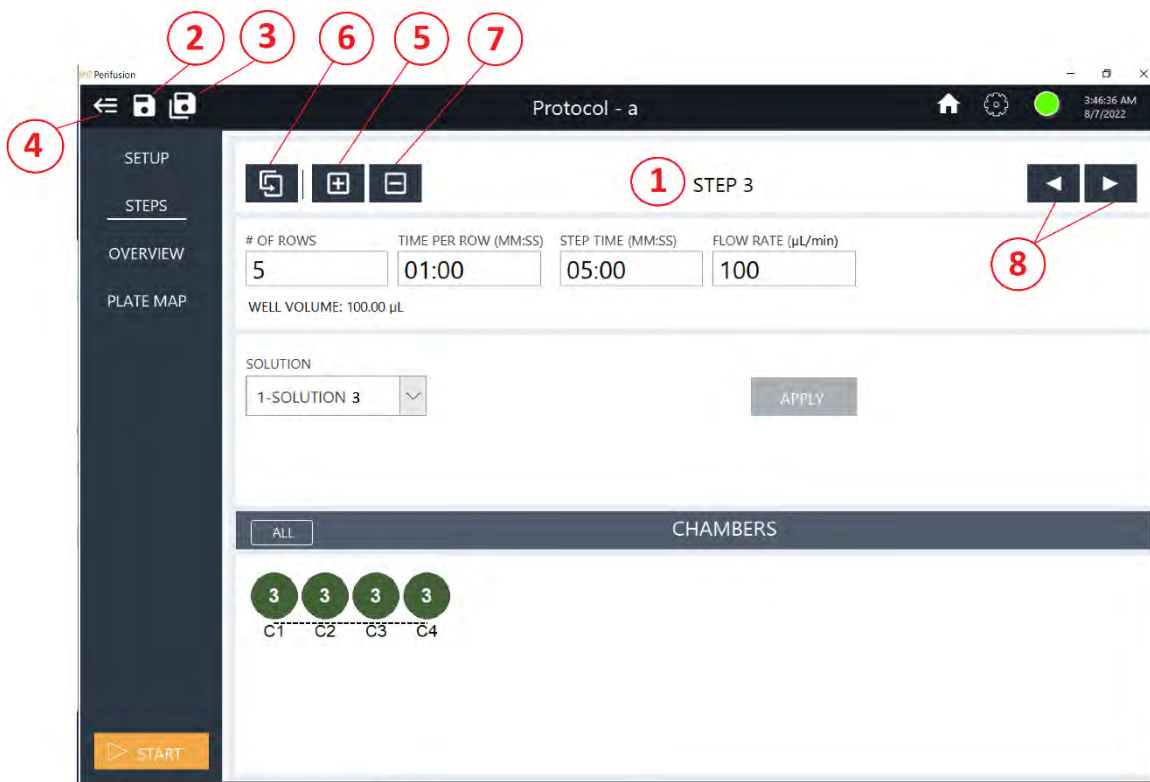 2 3 6 5 7
Perifusion
Protocol - a
3:46:36 AM
8/7/2022
4
SETUP
STEPS
OVERVIEW
PLATE MAP
1 STEP 3
8
# OF ROWS TIME PER ROW (MM:SS) STEP TIME (MM:SS) FLOW RATE (µL/min)
5 01:00 05:00 100
WELL VOLUME: 100.00 µL
SOLUTION
1-SOLUTION 3 APPLY
ALL CHAMBERS
3 3 3 3
C1 C2 C3 C4
START